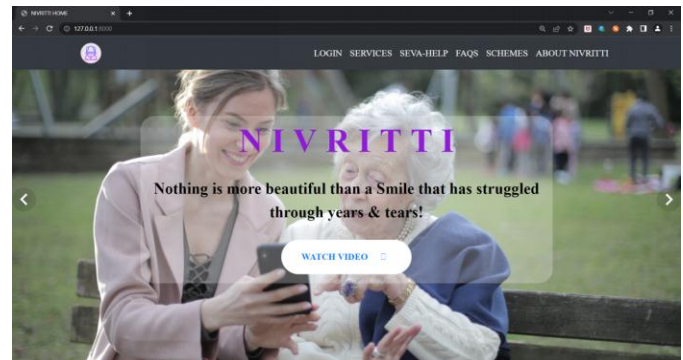 NIVRITTI HOME
127.0.0.1:8000
LOGIN SERVICES SEVA-HELP FAQS SCHEMES ABOUT NIVRITTI
NIVRITTI
Nothing is more beautiful than a Smile that has struggled
through years & tears!
WATCH VIDEO